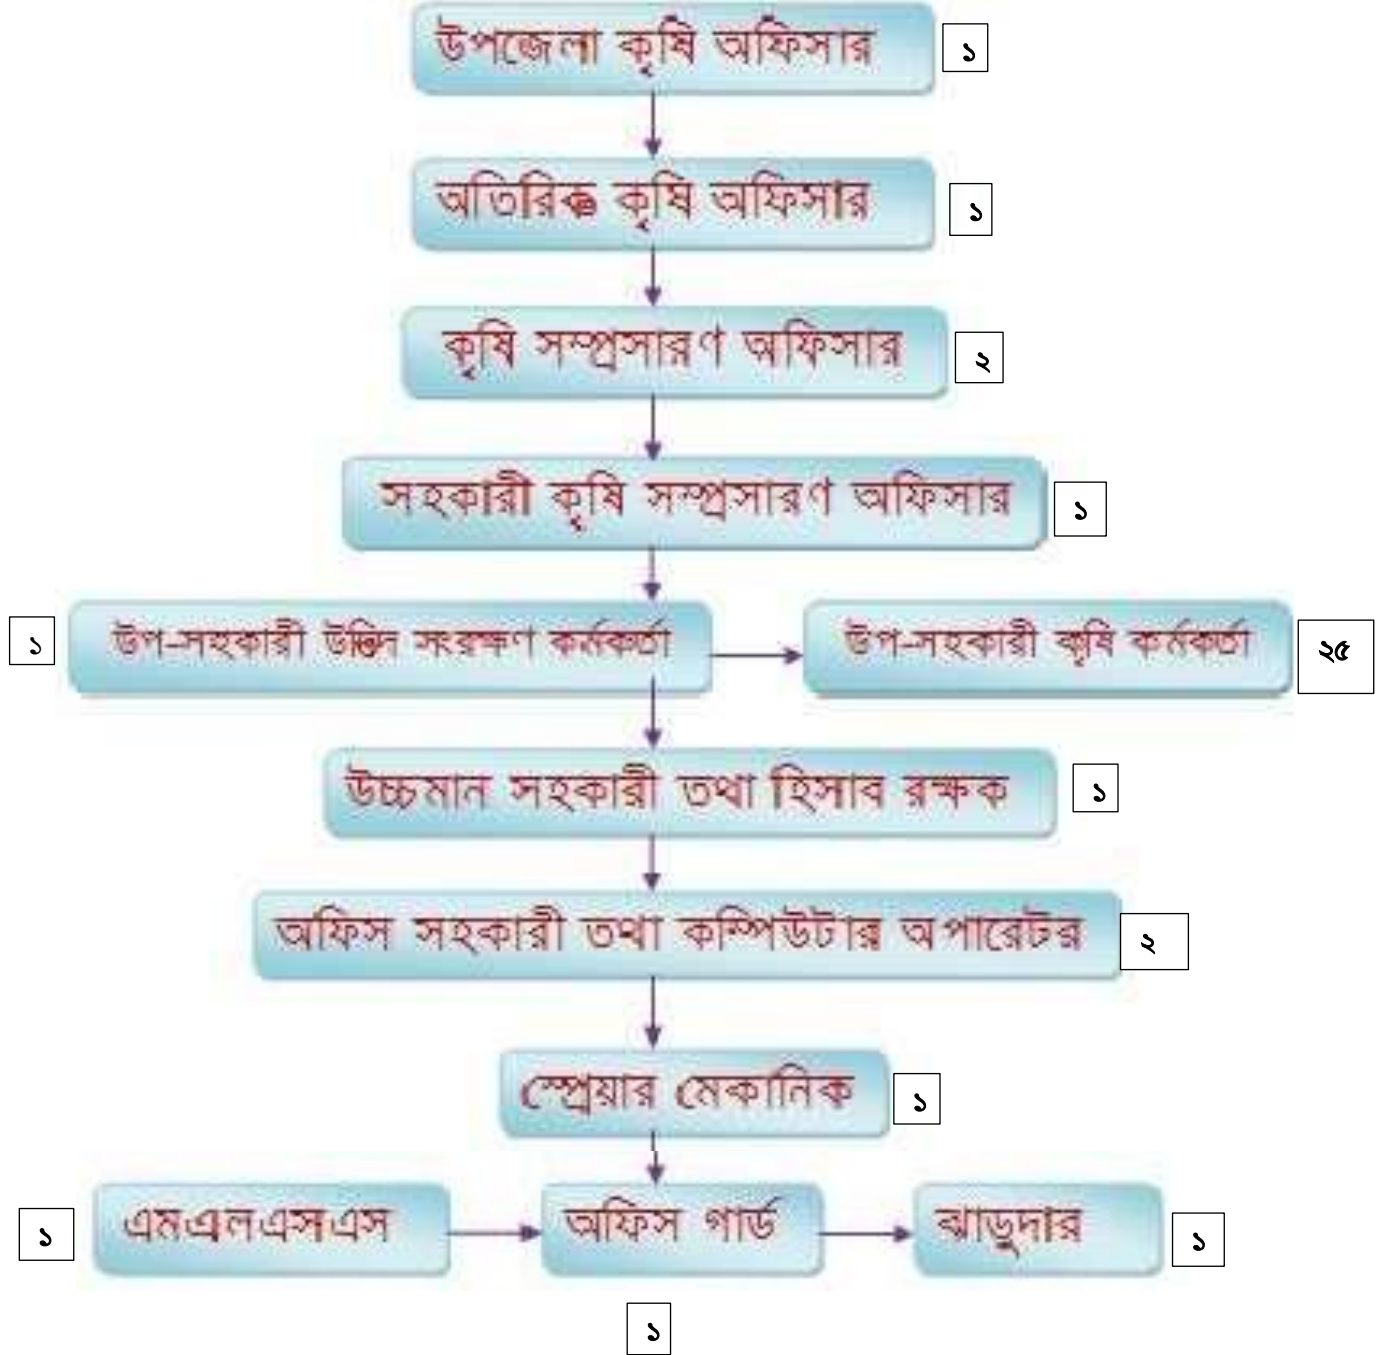 উপজেলা কৃষি অফিসার ১
অতিরিক্ত কৃষি অফিসার ১
কৃষি সম্প্রসারণ অফিসার ২
সহকারী কৃষি সম্প্রসারণ অফিসার ১
১ উপ-সহকারী উদ্ভিদ সংরক্ষণ কর্মকর্তা উপ-সহকারী কৃষি কর্মকর্তা ২৫
উচ্চমান সহকারী তথা হিসাব রক্ষক ১
অফিস সহকারী তথা কম্পিউটার অপারেটর ২
স্প্রেয়ার মেকানিক ১
১ এমএলএসএস অফিস গার্ড ঝাড়ুদার ১
১